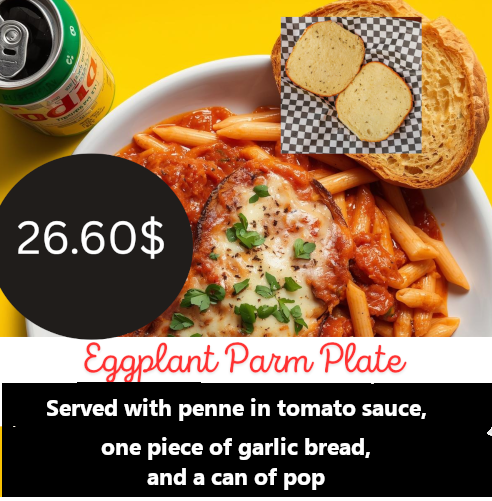 26.60$
Eggplant Parm Plate
Served with penne in tomato sauce,
one piece of garlic bread,
and a can of pop